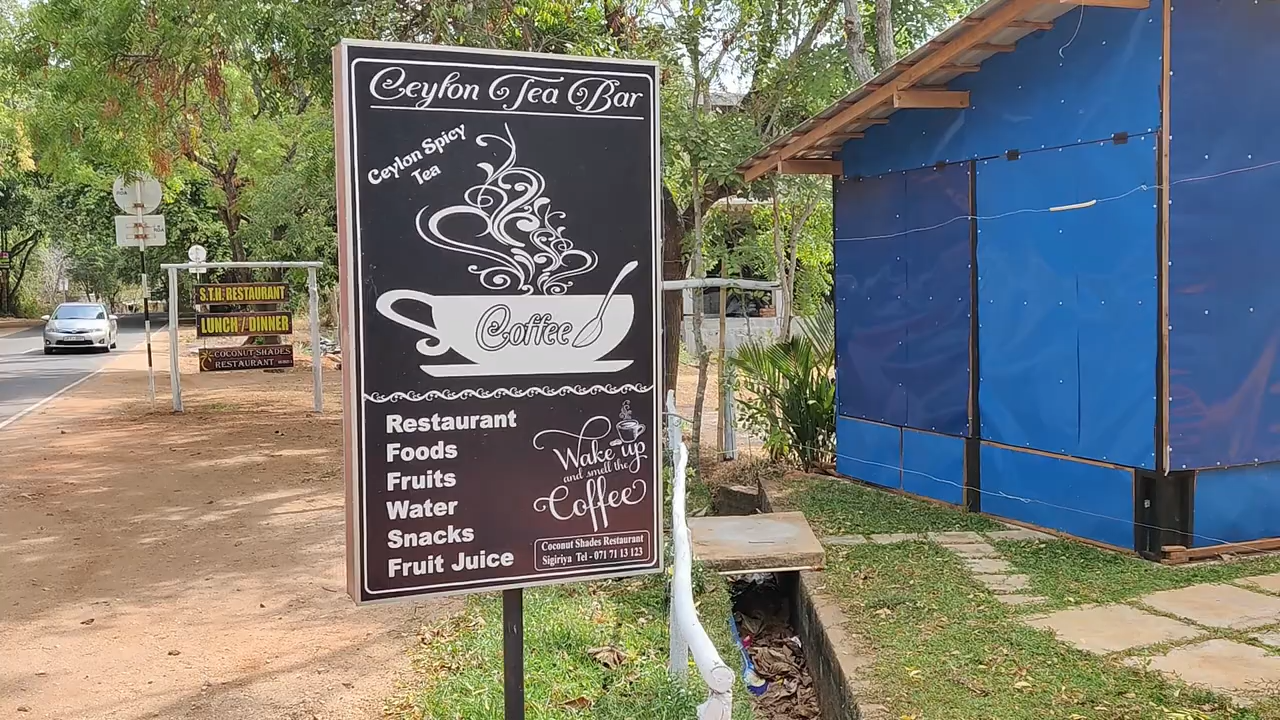 Ceylon Tea Bar
Ceylon Spicy
Tea
Coffee
Restaurant
Foods
Fruits
Water
Snacks
Fruit Juice
Wake up
and smell the
Coffee
Coconut Shades Restaurant
Sigiriya Tel - 071 71 13 123
S.T.H. RESTAURANT
LUNCH / DINNER
COCONUT SHADES
RESTAURANT